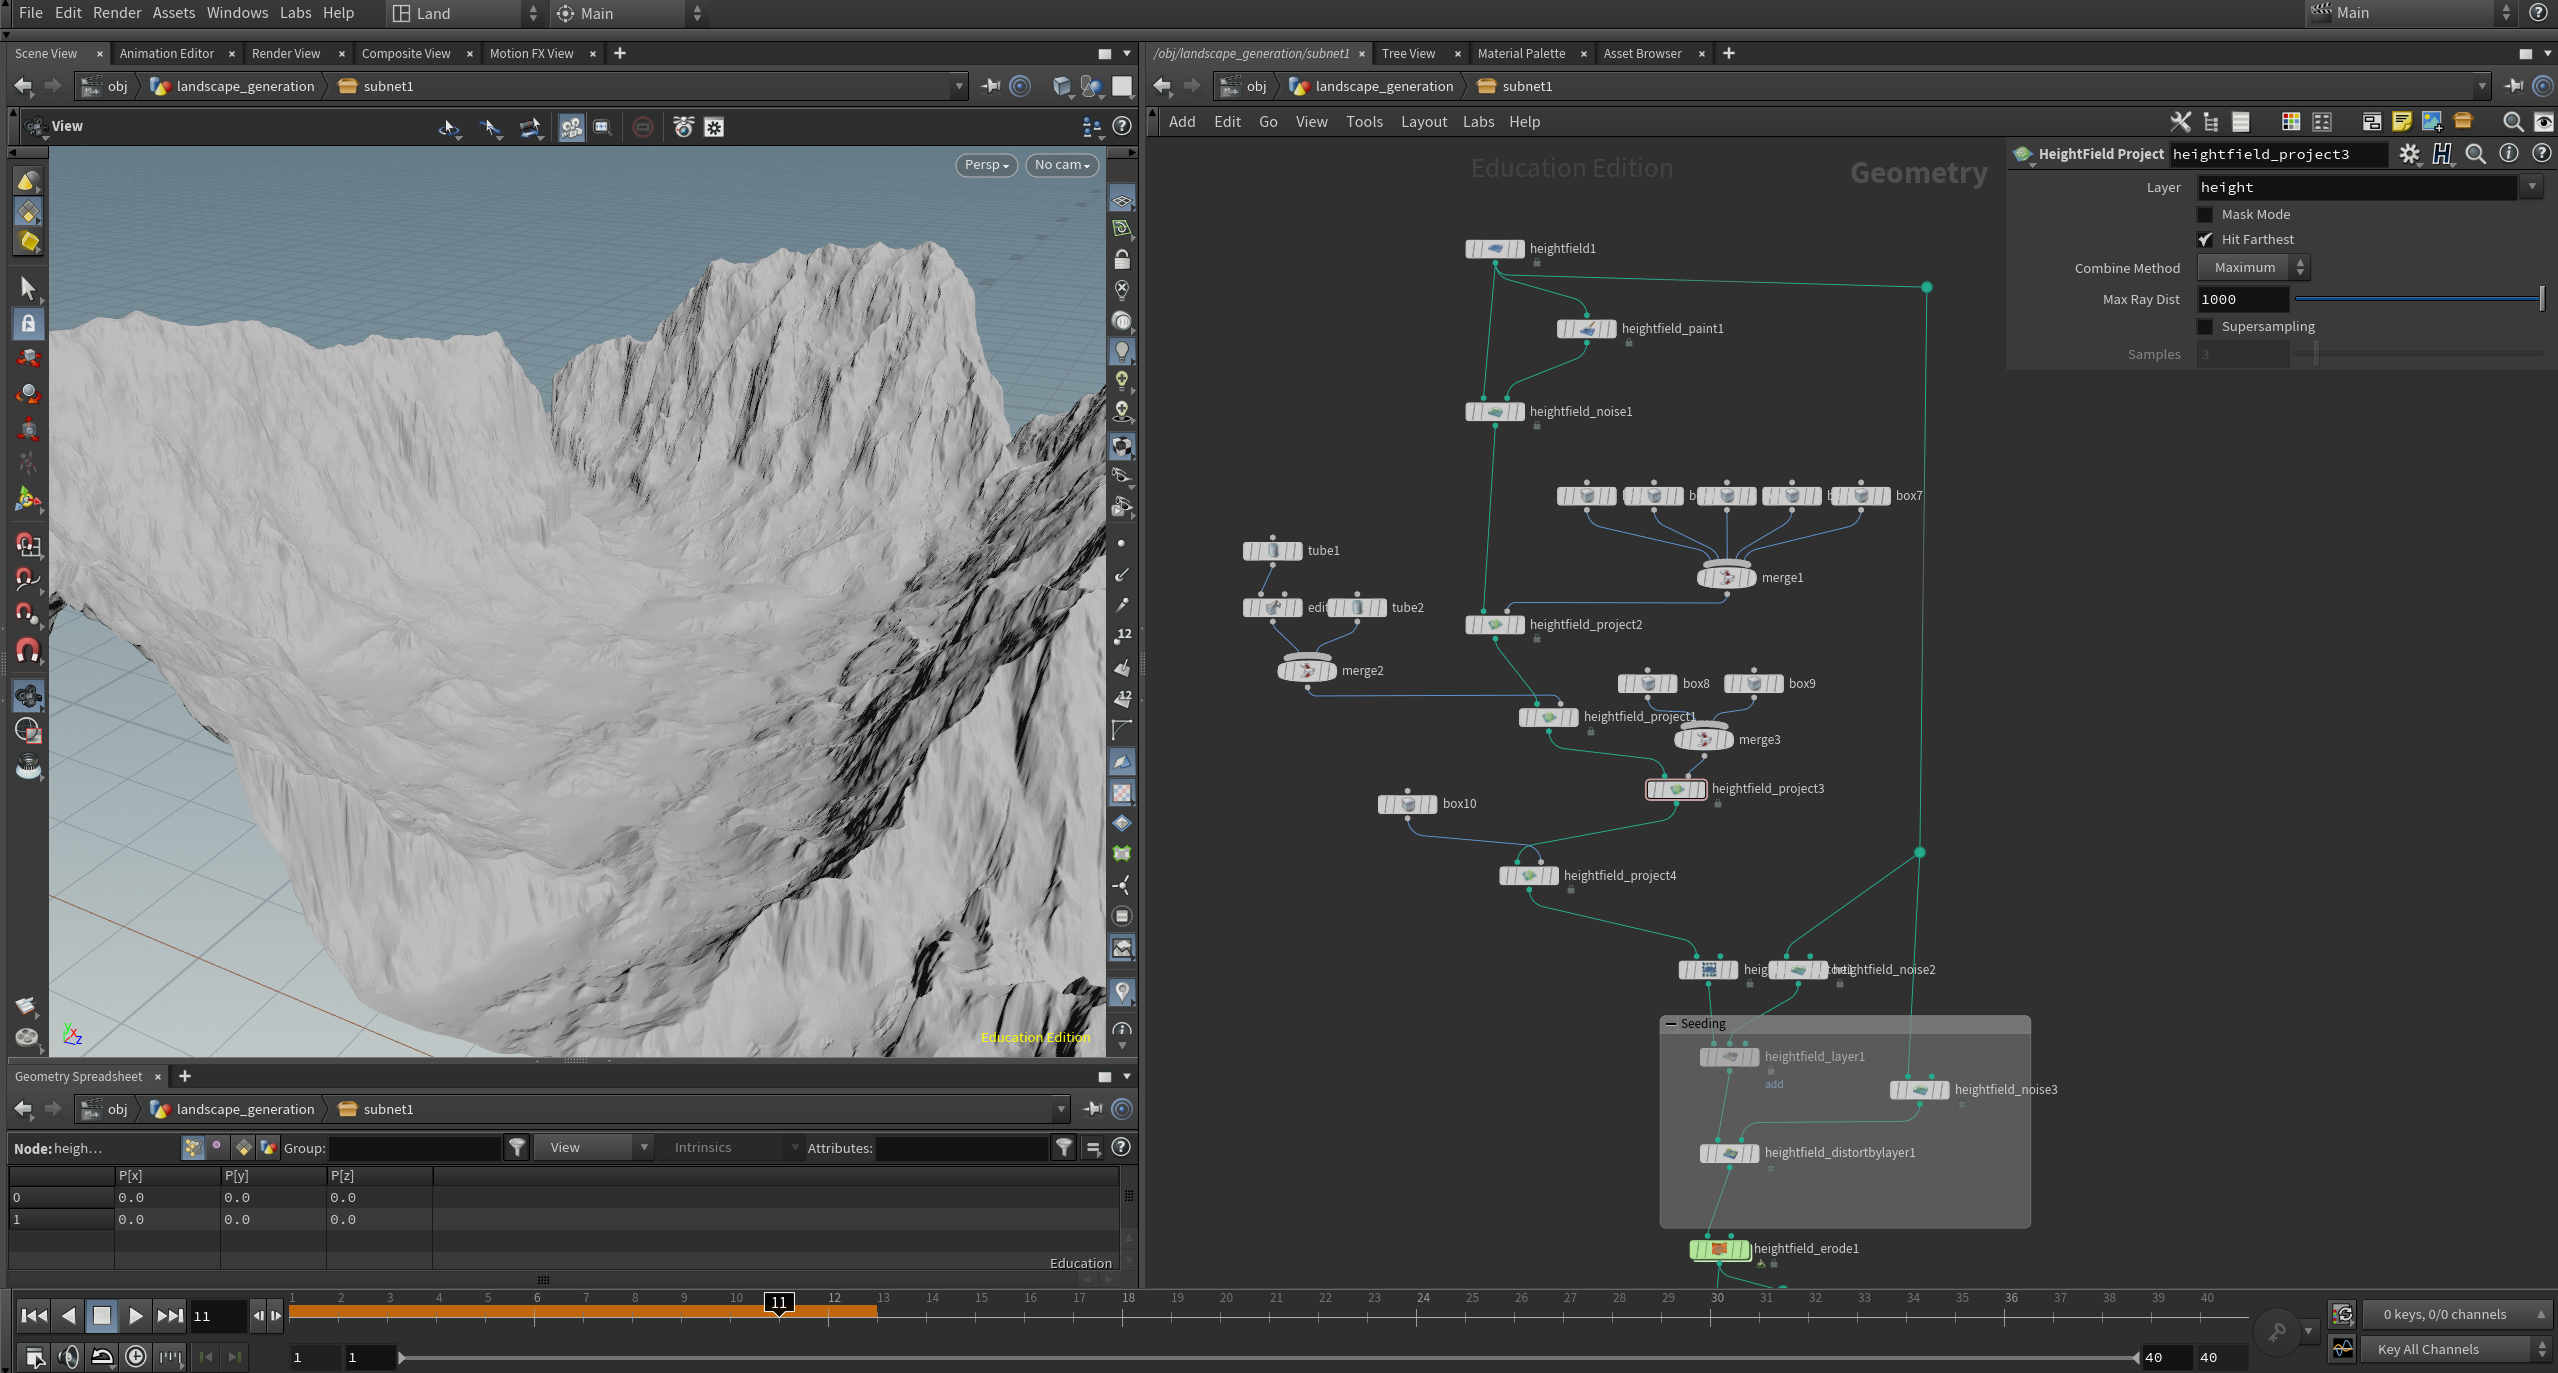 File Edit Render Assets Windows Labs Help Land Main Main
Scene View Animation Editor Render View Composite View Motion FX View
obj landscape_generation subnet1
View
Persp No cam
Education Edition
12
12
/obj/landscape_generation/subnet1 Tree View Material Palette Asset Browser
obj landscape_generation subnet1
Add Edit Go View Tools Layout Labs Help
Education Edition
Geometry
HeightField Project heightfield_project3
Layer height
Mask Mode
Hit Farthest
Combine Method Maximum
Max Ray Dist 1000
Supersampling
Samples 3
heightfield1
heightfield_paint1
heightfield_noise1
box7
tube1
merge1
edit
tube2
heightfield_project2
merge2
box8
box9
heightfield_project1
merge3
heightfield_project3
box10
heightfield_project4
heightfield_noise2
Seeding
heightfield_layer1
add
heightfield_noise3
heightfield_distortbylayer1
heightfield_erode1
Geometry Spreadsheet
obj landscape_generation subnet1
Node: heigh... Group: View Intrinsics Attributes:
P[x] P[y] P[z]
0 0.0 0.0 0.0
1 0.0 0.0 0.0
Education
11
1 2 3 4 5 6 7 8 9 10 11 12 13 14 15 16 17 18 19 20 21 22 23 24 25 26 27 28 29 30 31 32 33 34 35 36 37 38 39 40
0 keys, 0/0 channels
1 1 40 40
Key All Channels